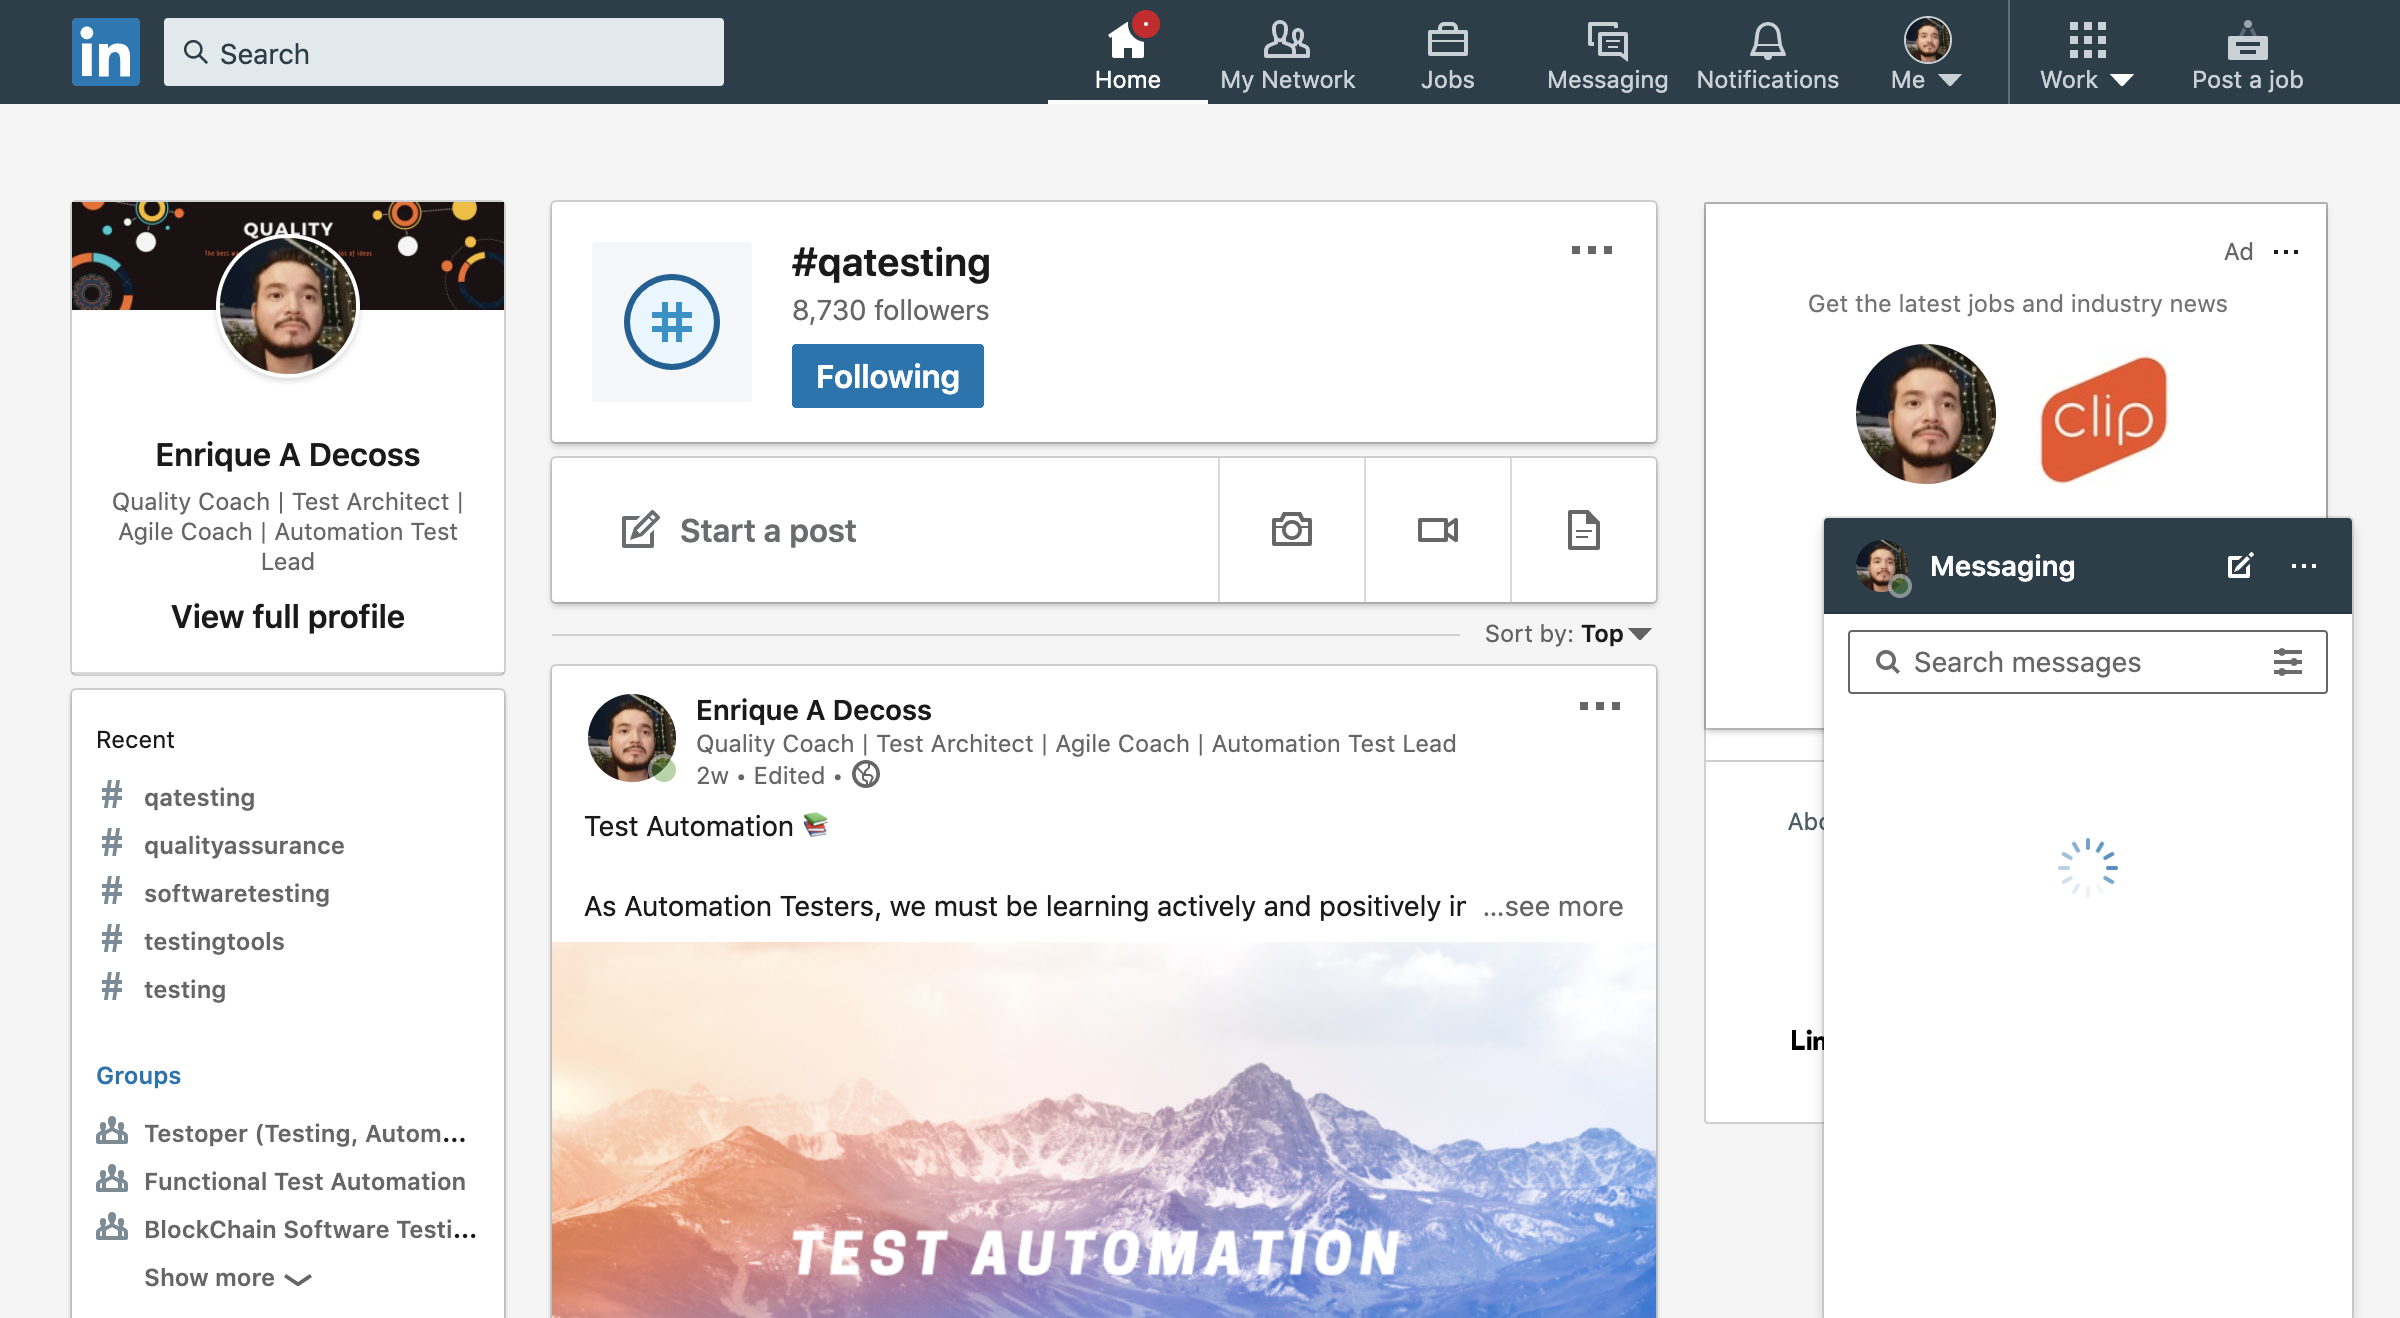 in
Search
Home
My Network
Jobs
Messaging
Notifications
Me
Work
Post a job
QUALITY
Enrique A Decoss
Quality Coach | Test Architect |
Agile Coach | Automation Test
Lead
View full profile
Recent
# qatesting
# qualityassurance
# softwaretesting
# testingtools
# testing
Groups
Testoper (Testing, Autom...
Functional Test Automation
BlockChain Software Testi...
Show more
#
#qatesting
8,730 followers
Following
Start a post
Sort by: Top
Enrique A Decoss
Quality Coach | Test Architect | Agile Coach | Automation Test Lead
2w • Edited •
Test Automation
As Automation Testers, we must be learning actively and positively in ...see more
TEST AUTOMATION
Ad ...
Get the latest jobs and industry news
clip
Messaging
Search messages